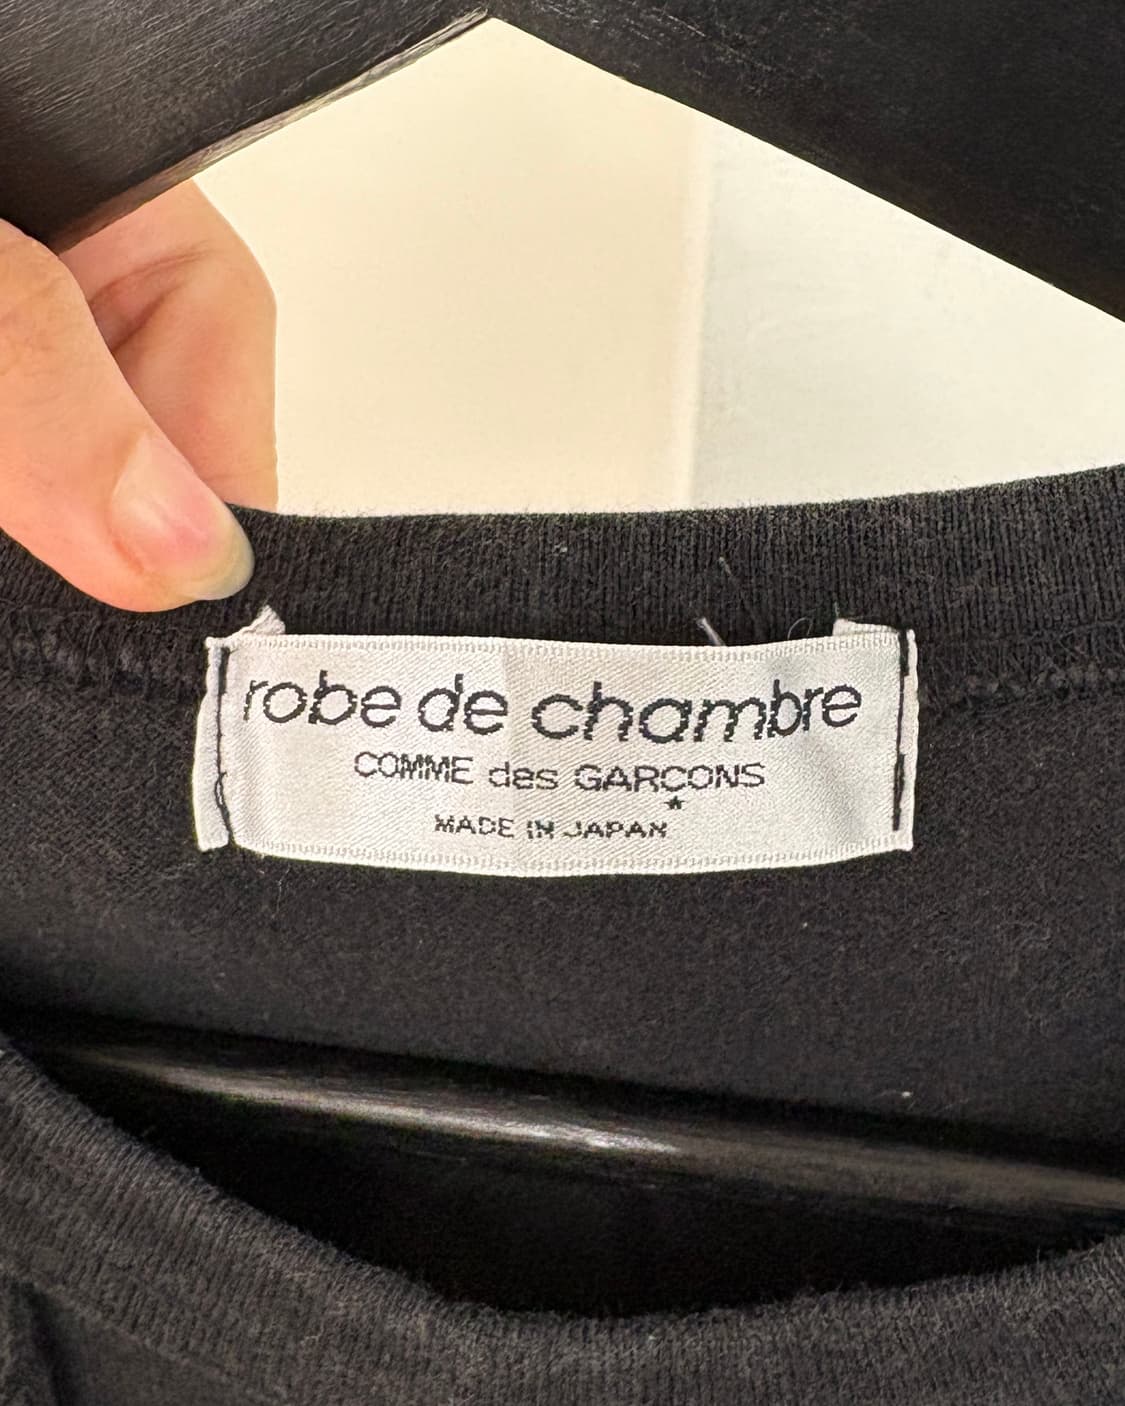 robe de chambre
COMME des GARÇONS
MADE IN JAPAN